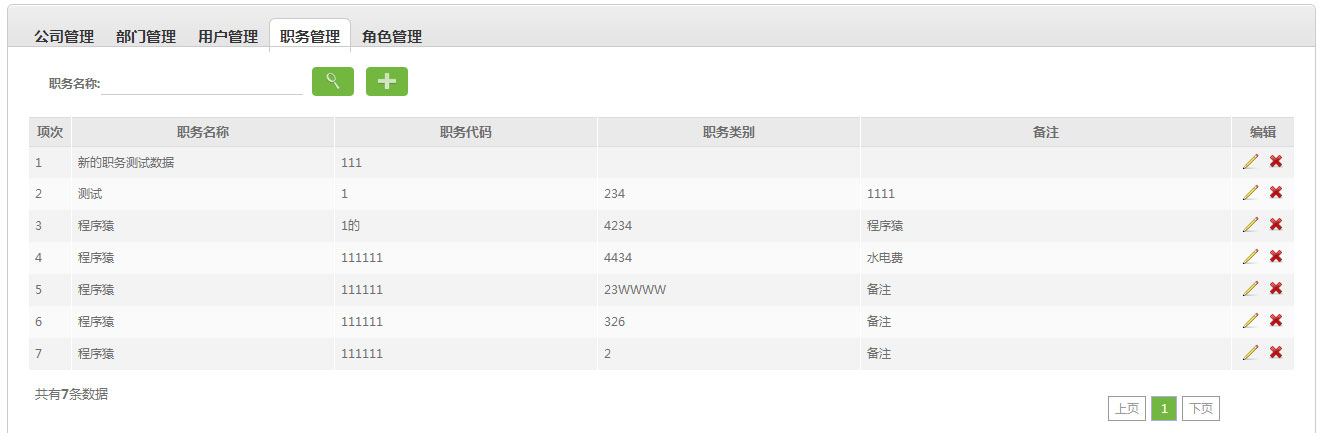 公司管理 部门管理 用户管理 职务管理 角色管理
职务名称:
项次 职务名称 职务代码 职务类别 备注 编辑
1 新的职务测试数据 111
2 测试 1 234 1111
3 程序猿 1的 4234 程序猿
4 程序猿 111111 4434 水电费
5 程序猿 111111 23WWWW 备注
6 程序猿 111111 326 备注
7 程序猿 111111 2 备注
共有7条数据
上页 1 下页